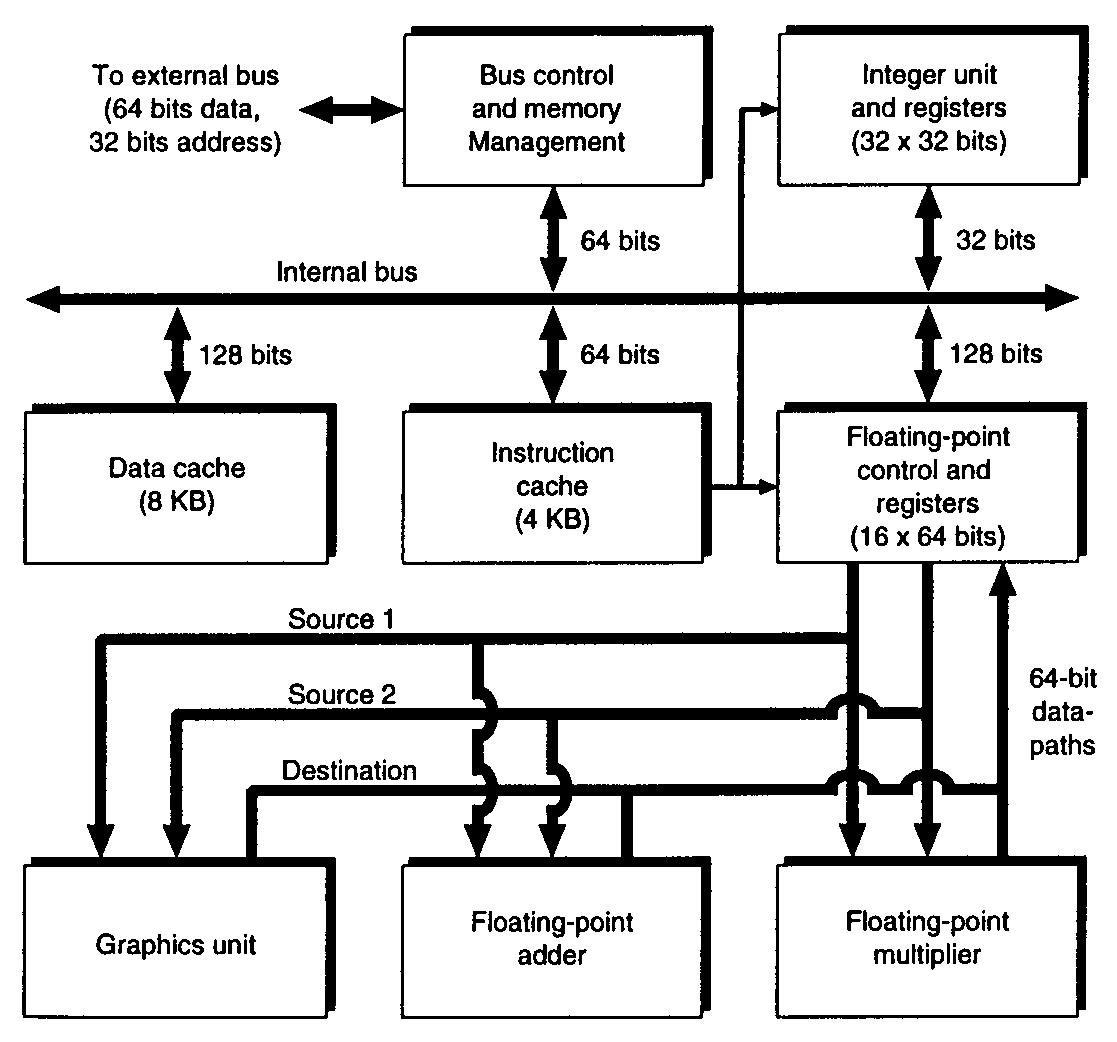 To external bus
(64 bits data,
32 bits address)
Bus control
and memory
Management
Integer unit
and registers
(32 x 32 bits)
64 bits
32 bits
Internal bus
128 bits
64 bits
128 bits
Data cache
(8 KB)
Instruction
cache
(4 KB)
Floating-point
control and
registers
(16 x 64 bits)
Source 1
Source 2
Destination
64-bit
data-
paths
Graphics unit
Floating-point
adder
Floating-point
multiplier